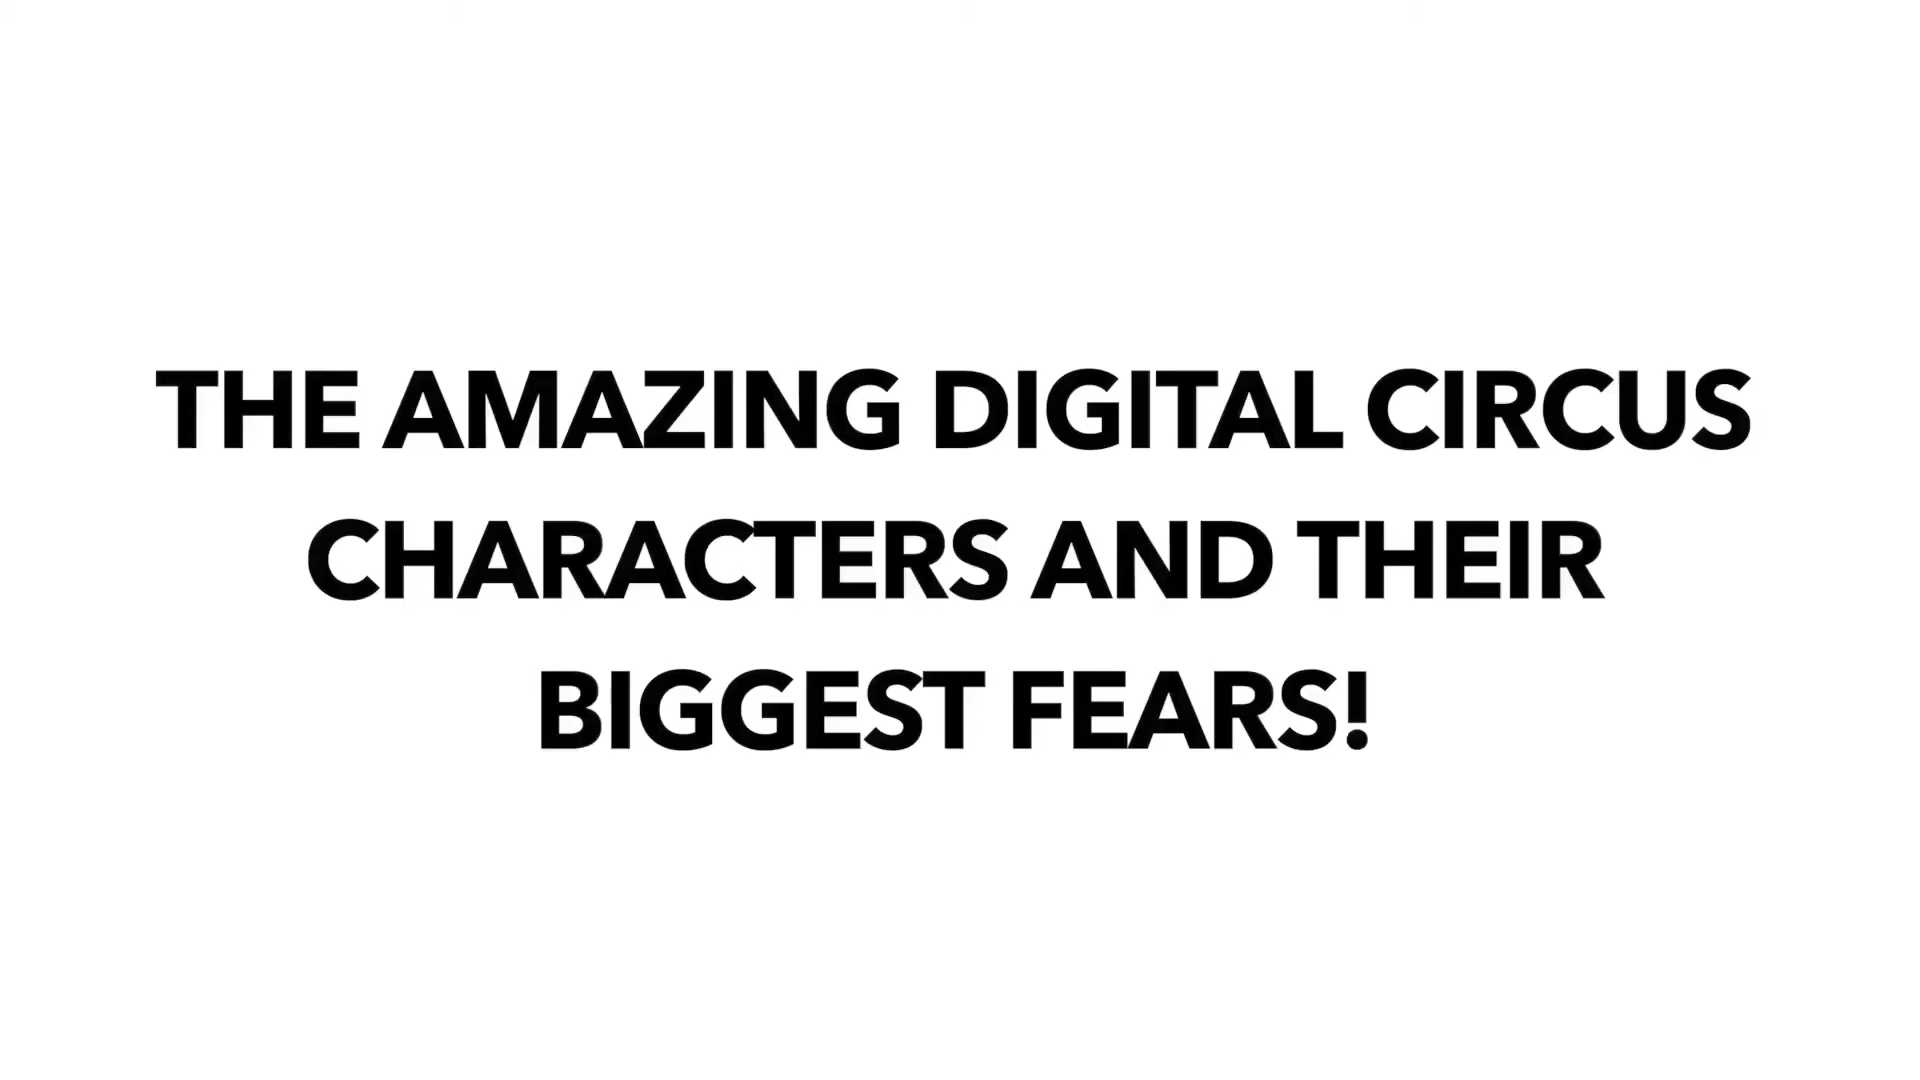 THE AMAZING DIGITAL CIRCUS
CHARACTERS AND THEIR
BIGGEST FEARS!